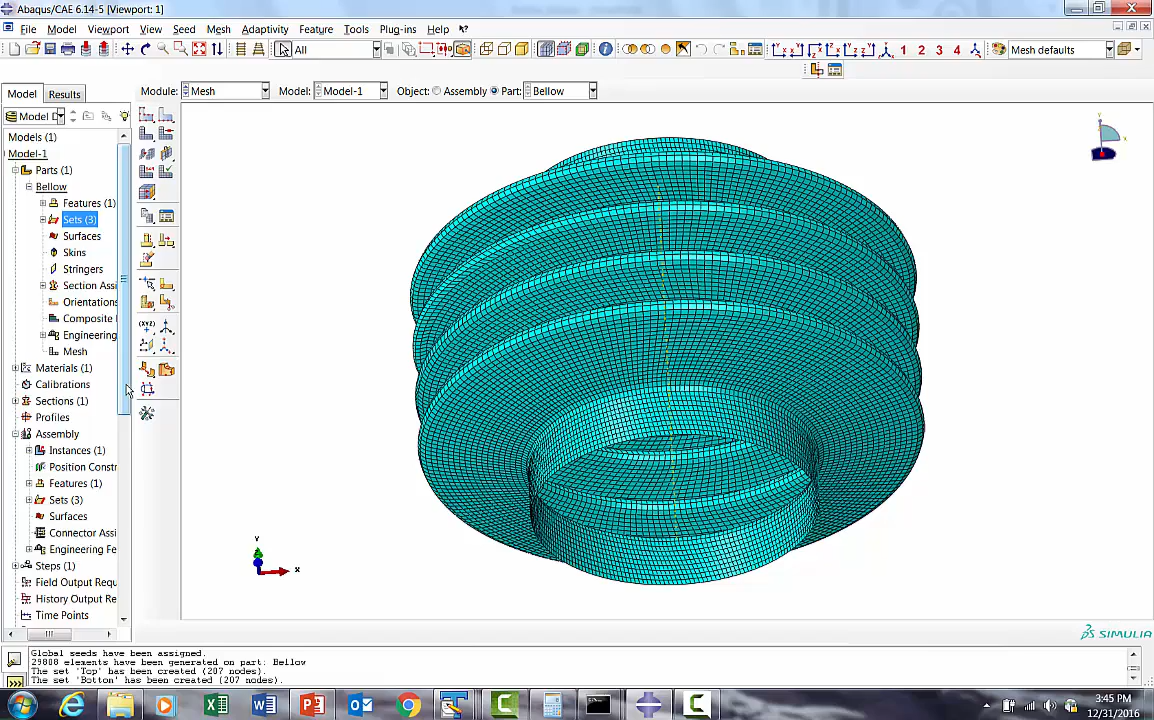 Abaqus/CAE 6.14-5 [Viewport: 1]
File Model Viewport View Seed Mesh Adaptivity Feature Tools Plug-ins Help
All
1 2 3 4
Mesh defaults
Model Results
Module: Mesh Model: Model-1 Object: Assembly Part: Bellow
Model D
Models (1)
Model-1
Parts (1)
Bellow
Features (1)
Sets (3)
Surfaces
Skins
Stringers
Section Assi
Orientations
Composite
Engineering
Mesh
Materials (1)
Calibrations
Sections (1)
Profiles
Assembly
Instances (1)
Position Constr
Features (1)
Sets (3)
Surfaces
Connector Assi
Engineering Fe
Steps (1)
Field Output Requ
History Output Re
Time Points
Y
X
Y
X
SIMULIA
Global seeds have been assigned.
29808 elements have been generated on part: Bellow
The set 'Top' has been created (207 nodes).
The set 'Botton' has been created (207 nodes).
3:45 PM
12/31/2016